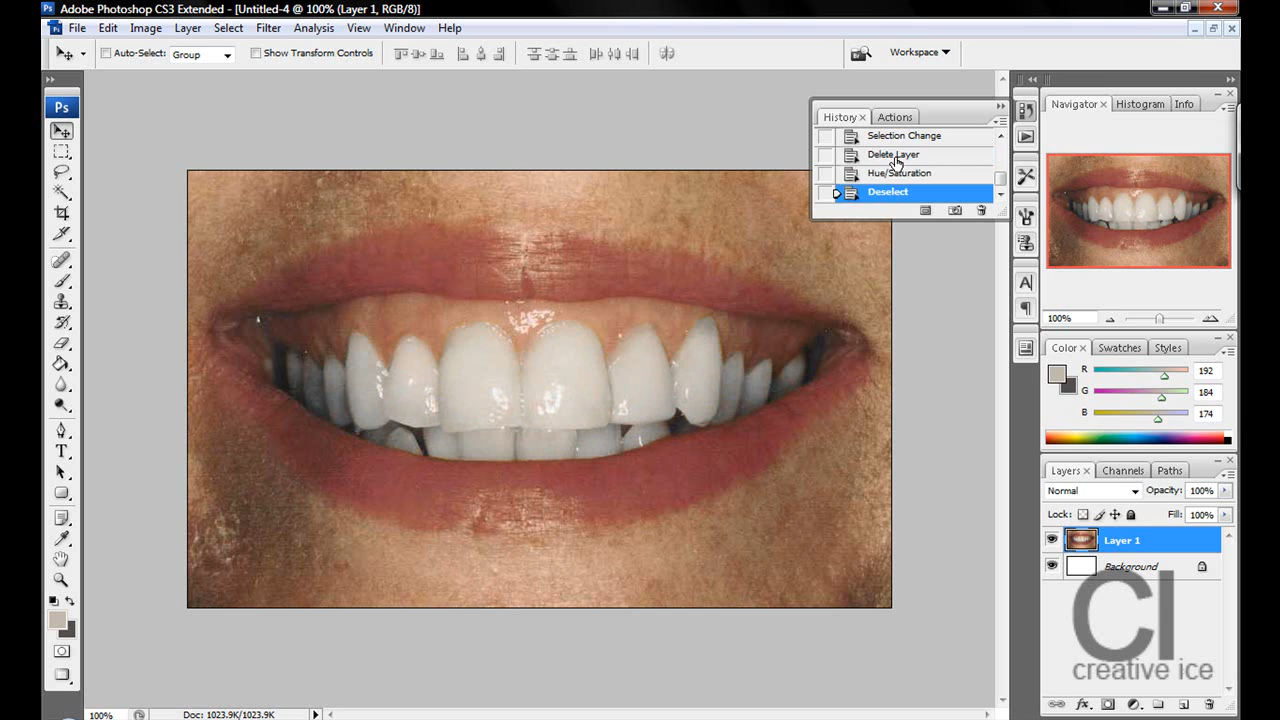 Adobe Photoshop CS3 Extended - [Untitled-4 @ 100% (Layer 1, RGB/8)]
File Edit Image Layer Select Filter Analysis View Window Help
Auto-Select: Group Show Transform Controls Workspace
Ps
History Actions
Selection Change
Delete Layer
Hue/Saturation
Deselect
Navigator Histogram Info
100%
Color Swatches Styles
R 192
G 184
B 174
Layers Channels Paths
Normal Opacity: 100%
Lock: Fill: 100%
Layer 1
Background
CI
creative ice
100% Doc: 1023.9K/1023.9K